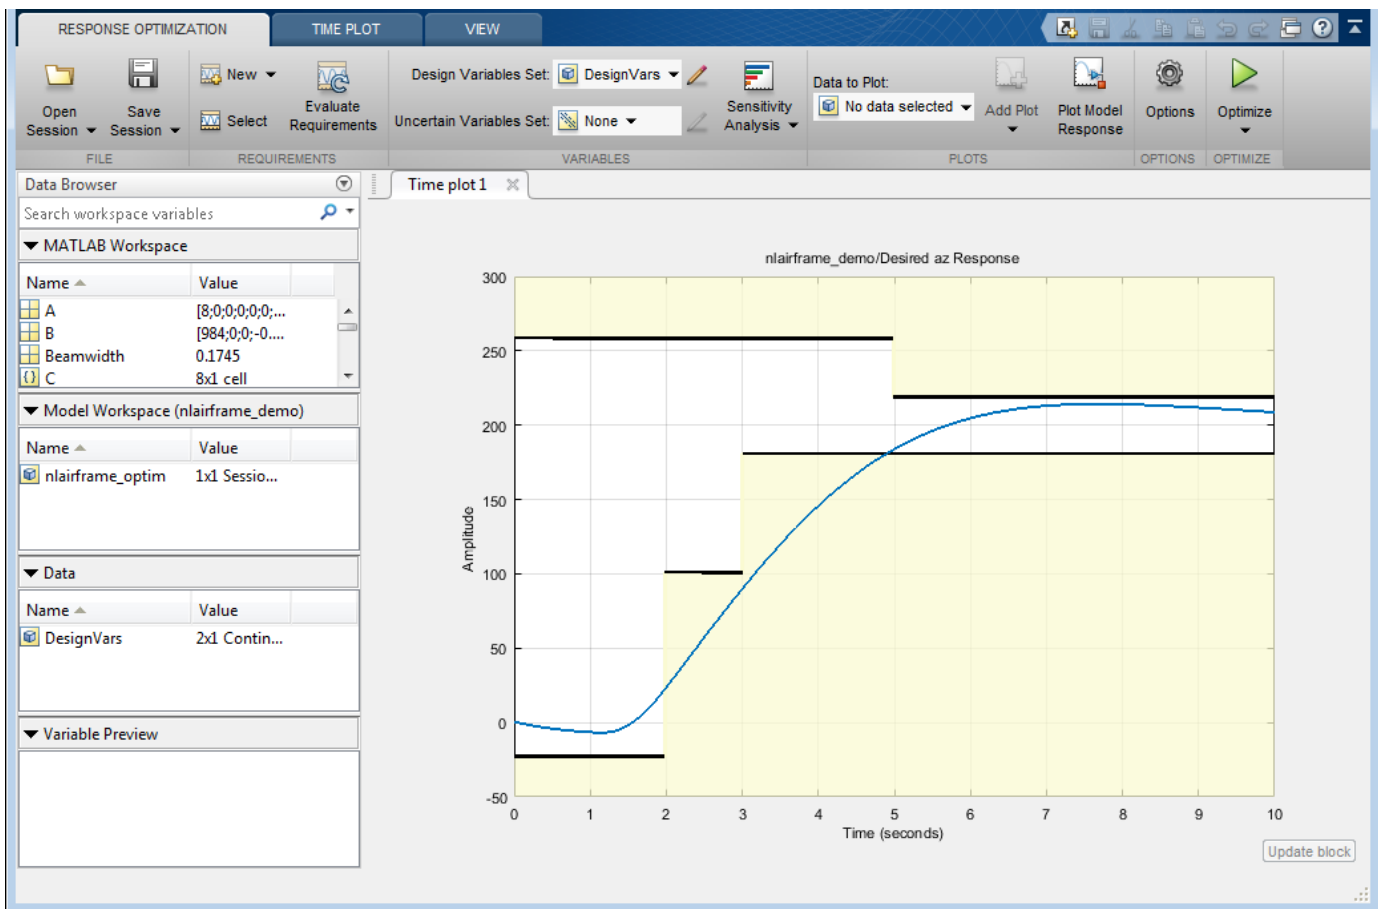 RESPONSE OPTIMIZATION TIME PLOT VIEW
New Design Variables Set: DesignVars Data to Plot:
Open Session Save Session Select Evaluate Requirements Uncertain Variables Set: None Sensitivity Analysis No data selected Add Plot Plot Model Response Options Optimize
FILE REQUIREMENTS VARIABLES PLOTS OPTIONS OPTIMIZE
Data Browser
Time plot 1
Search workspace variables
MATLAB Workspace
Name Value
A [8;0;0;0;0;0;...
B [984;0;0;-0....
Beamwidth 0.1745
C 8x1 cell
Model Workspace (nlairframe_demo)
Name Value
nlairframe_optim 1x1 Sessio...
Data
Name Value
DesignVars 2x1 Contin...
Variable Preview
nlairframe_demo/Desired az Response
300
250
200
150
100
50
0
-50
Amplitude
0 1 2 3 4 5 6 7 8 9 10
Time (seconds)
Update block